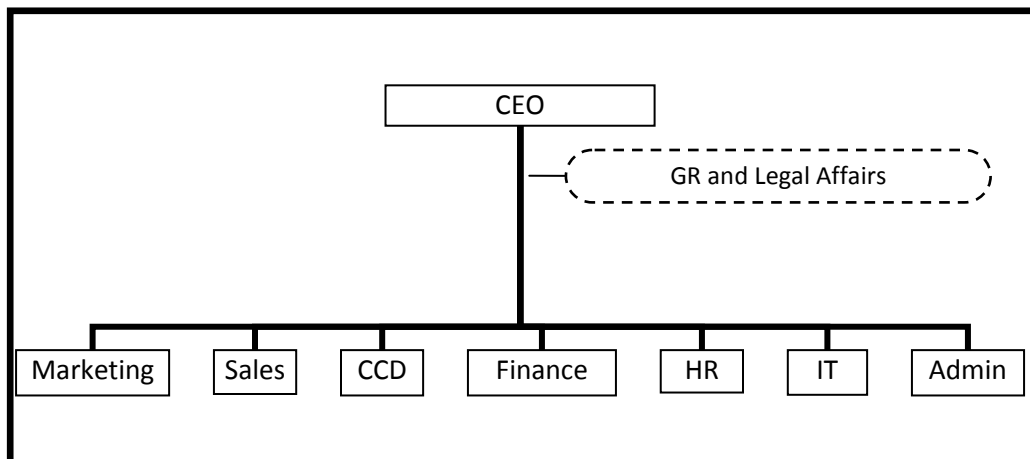 CEO
GR and Legal Affairs
Marketing
Sales
CCD
Finance
HR
IT
Admin